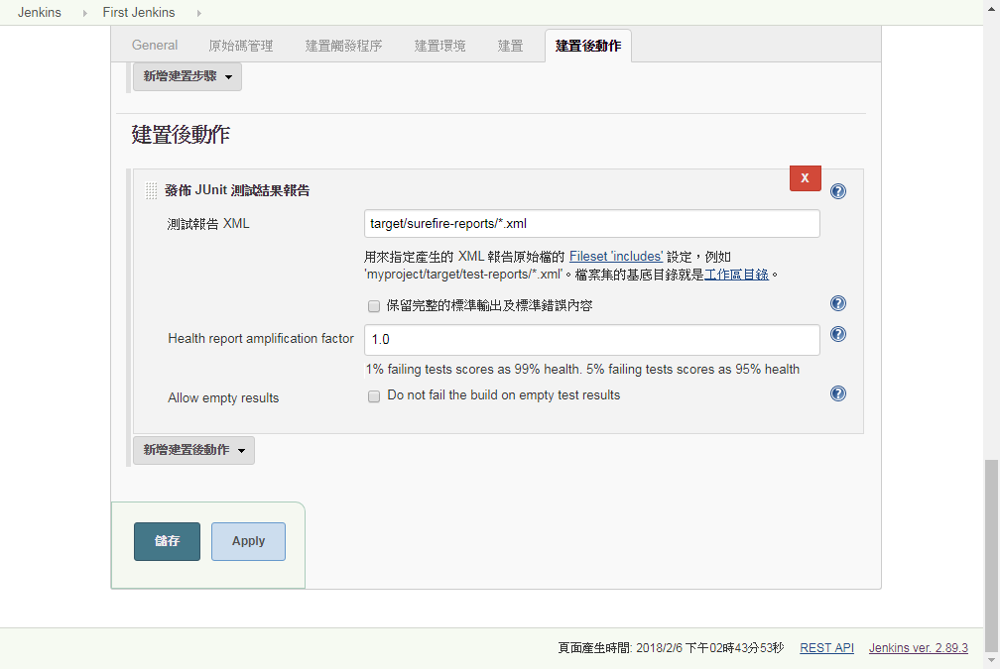 Jenkins
First Jenkins
General 原始碼管理 建置觸發程序 建置環境 建置 建置後動作
新增建置步驟
建置後動作
X
發佈 JUnit 測試結果報告
測試報告 XML
target/surefire-reports/*.xml
用來指定產生的 XML 報告原始檔的 Fileset 'includes' 設定，例如
'myproject/target/test-reports/*.xml'。檔案集的基底目錄就是工作區目錄。
保留完整的標準輸出及標準錯誤內容
Health report amplification factor
1.0
1% failing tests scores as 99% health. 5% failing tests scores as 95% health
Allow empty results
Do not fail the build on empty test results
新增建置後動作
儲存 Apply
頁面產生時間: 2018/2/6 下午02時43分53秒 REST API Jenkins ver. 2.89.3